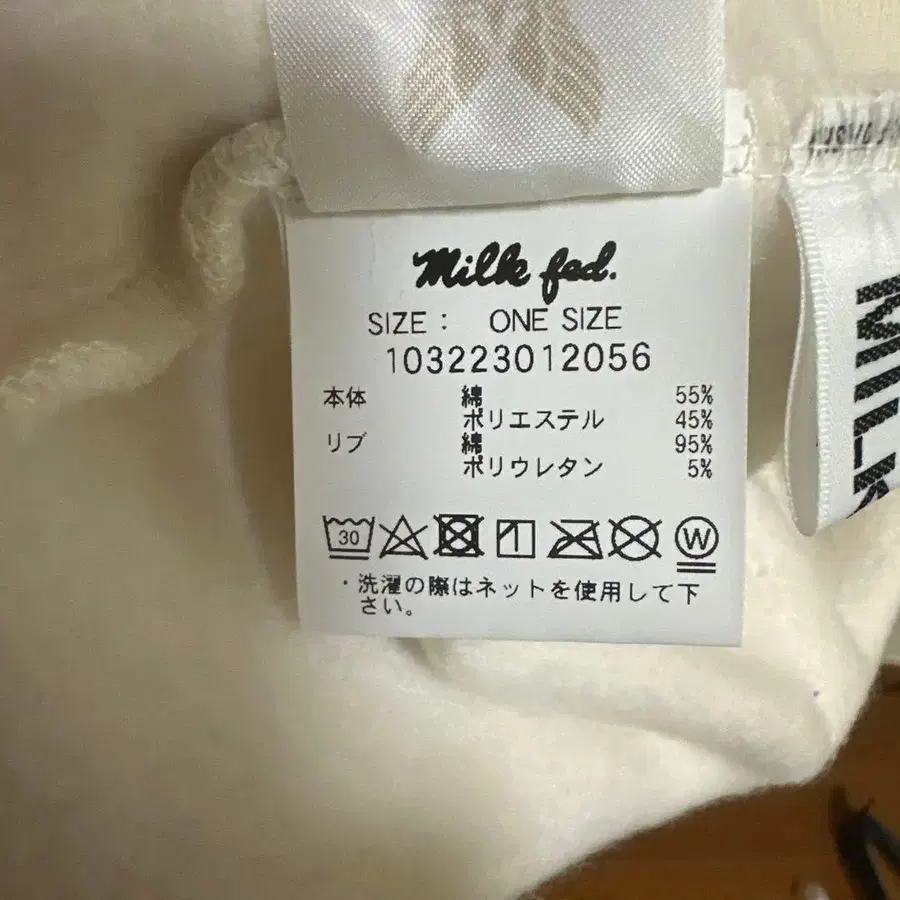 Milk fed.
SIZE : ONE SIZE
103223012056
本体 綿 55%
ポリエステル 45%
リブ 綿 95%
ポリウレタン 5%
30
W
・洗濯の際はネットを使用して下
さい。
MILK